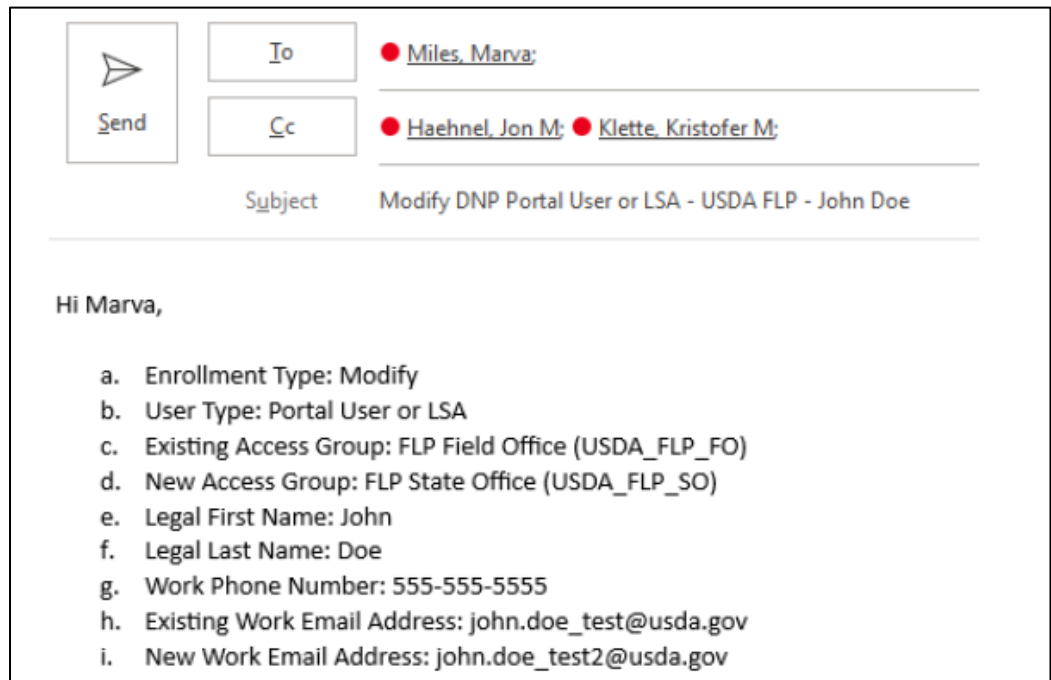 Send
To
Miles, Marva;
Cc
Haehnel, Jon M; Klette, Kristofer M;
Subject Modify DNP Portal User or LSA - USDA FLP - John Doe
Hi Marva,
a. Enrollment Type: Modify
b. User Type: Portal User or LSA
c. Existing Access Group: FLP Field Office (USDA_FLP_FO)
d. New Access Group: FLP State Office (USDA_FLP_SO)
e. Legal First Name: John
f. Legal Last Name: Doe
g. Work Phone Number: 555-555-5555
h. Existing Work Email Address: john.doe_test@usda.gov
i. New Work Email Address: john.doe_test2@usda.gov